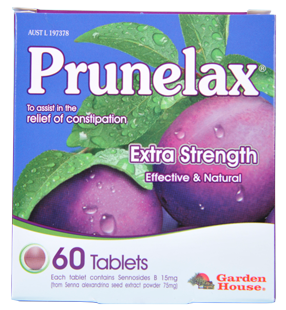 AUST L 197378
Prunelax®
To assist in the
relief of constipation
Extra Strength
Effective & Natural
60 Tablets
Each tablet contains Sennosides B 15mg
(from Senna alexandrina seed extract powder 75mg)
Garden
House®